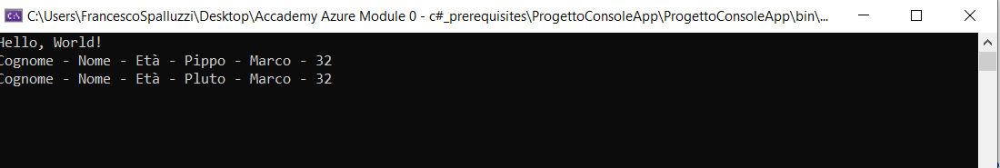 C:\Users\FrancescoSpalluzzi\Desktop\Accademy Azure Module 0 - c#_prerequisites\ProgettoConsoleApp\ProgettoConsoleApp\bin\...
Hello, World!
Cognome - Nome - Età - Pippo - Marco - 32
Cognome - Nome - Età - Pluto - Marco - 32